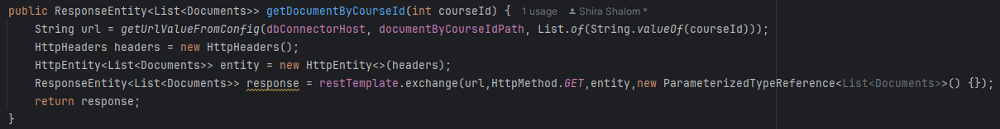 public ResponseEntity<List<Documents>> getDocumentByCourseId(int courseId) { 1 usage Shira Shalom *
String url = getUrlValueFromConfig(dbConnectorHost, documentByCourseIdPath, List.of(String.valueOf(courseId)));
HttpHeaders headers = new HttpHeaders();
HttpEntity<List<Documents>> entity = new HttpEntity<>(headers);
ResponseEntity<List<Documents>> response = restTemplate.exchange(url,HttpMethod.GET,entity,new ParameterizedTypeReference<List<Documents>>() {});
return response;
}